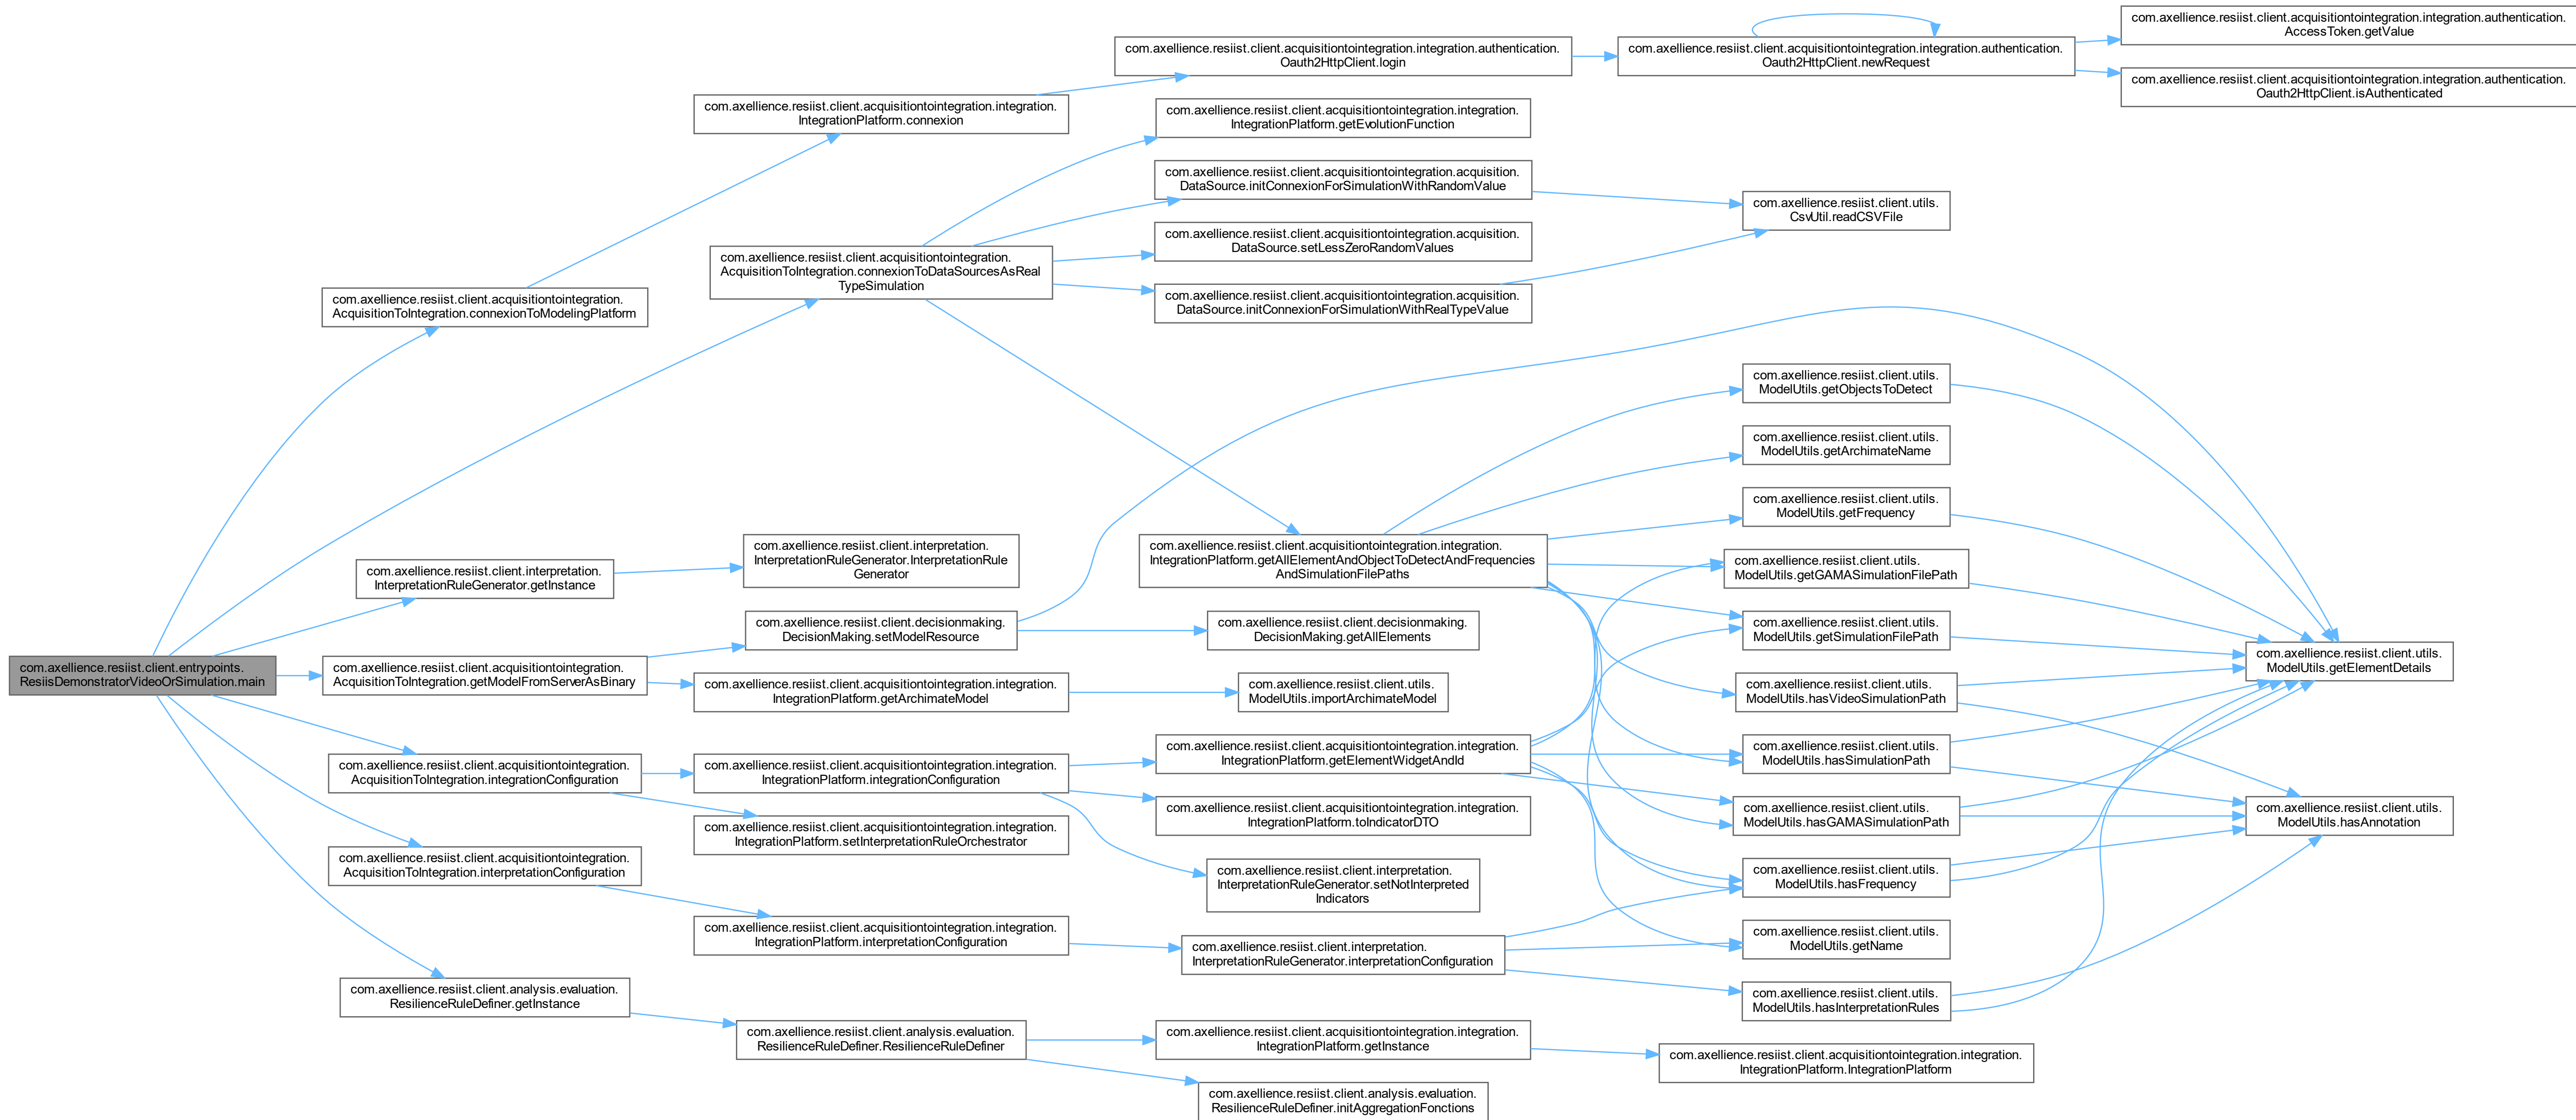 com.axellience.resiist.client.entrypoints.
ResiisDemonstratorVideoOrSimulation.main
com.axellience.resiist.client.acquisitiontointegration.
AcquisitionToIntegration.connexionToModelingPlatform
com.axellience.resiist.client.interpretation.
InterpretationRuleGenerator.getInstance
com.axellience.resiist.client.acquisitiontointegration.
AcquisitionToIntegration.getModelFromServerAsBinary
com.axellience.resiist.client.acquisitiontointegration.
AcquisitionToIntegration.integrationConfiguration
com.axellience.resiist.client.acquisitiontointegration.
AcquisitionToIntegration.interpretationConfiguration
com.axellience.resiist.client.analysis.evaluation.
ResilienceRuleDefiner.getInstance
com.axellience.resiist.client.acquisitiontointegration.integration.
IntegrationPlatform.connexion
com.axellience.resiist.client.acquisitiontointegration.
AcquisitionToIntegration.connexionToDataSourcesAsReal
TypeSimulation
com.axellience.resiist.client.interpretation.
InterpretationRuleGenerator.InterpretationRule
Generator
com.axellience.resiist.client.decisionmaking.
DecisionMaking.setModelResource
com.axellience.resiist.client.acquisitiontointegration.integration.
IntegrationPlatform.getArchimateModel
com.axellience.resiist.client.acquisitiontointegration.integration.
IntegrationPlatform.integrationConfiguration
com.axellience.resiist.client.acquisitiontointegration.integration.
IntegrationPlatform.setInterpretationRuleOrchestrator
com.axellience.resiist.client.acquisitiontointegration.integration.
IntegrationPlatform.interpretationConfiguration
com.axellience.resiist.client.analysis.evaluation.
ResilienceRuleDefiner.ResilienceRuleDefiner
com.axellience.resiist.client.acquisitiontointegration.integration.authentication.
Oauth2HttpClient.login
com.axellience.resiist.client.acquisitiontointegration.integration.
IntegrationPlatform.getEvolutionFunction
com.axellience.resiist.client.acquisitiontointegration.acquisition.
DataSource.initConnexionForSimulationWithRandomValue
com.axellience.resiist.client.acquisitiontointegration.acquisition.
DataSource.setLessZeroRandomValues
com.axellience.resiist.client.acquisitiontointegration.acquisition.
DataSource.initConnexionForSimulationWithRealTypeValue
com.axellience.resiist.client.acquisitiontointegration.integration.
IntegrationPlatform.getAllElementAndObjectToDetectAndFrequencies
AndSimulationFilePaths
com.axellience.resiist.client.decisionmaking.
DecisionMaking.getAllElements
com.axellience.resiist.client.utils.
ModelUtils.importArchimateModel
com.axellience.resiist.client.acquisitiontointegration.integration.
IntegrationPlatform.getElementWidgetAndId
com.axellience.resiist.client.acquisitiontointegration.integration.
IntegrationPlatform.toIndicatorDTO
com.axellience.resiist.client.interpretation.
InterpretationRuleGenerator.setNotInterpreted
Indicators
com.axellience.resiist.client.interpretation.
InterpretationRuleGenerator.interpretationConfiguration
com.axellience.resiist.client.acquisitiontointegration.integration.
IntegrationPlatform.getInstance
com.axellience.resiist.client.analysis.evaluation.
ResilienceRuleDefiner.initAggregationFonctions
com.axellience.resiist.client.acquisitiontointegration.integration.authentication.
Oauth2HttpClient.newRequest
com.axellience.resiist.client.utils.
CsvUtil.readCSVFile
com.axellience.resiist.client.utils.
ModelUtils.getObjectsToDetect
com.axellience.resiist.client.utils.
ModelUtils.getArchimateName
com.axellience.resiist.client.utils.
ModelUtils.getFrequency
com.axellience.resiist.client.utils.
ModelUtils.getGAMASimulationFilePath
com.axellience.resiist.client.utils.
ModelUtils.getSimulationFilePath
com.axellience.resiist.client.utils.
ModelUtils.hasVideoSimulationPath
com.axellience.resiist.client.utils.
ModelUtils.hasSimulationPath
com.axellience.resiist.client.utils.
ModelUtils.hasGAMASimulationPath
com.axellience.resiist.client.utils.
ModelUtils.hasFrequency
com.axellience.resiist.client.utils.
ModelUtils.getName
com.axellience.resiist.client.utils.
ModelUtils.hasInterpretationRules
com.axellience.resiist.client.acquisitiontointegration.integration.
IntegrationPlatform.IntegrationPlatform
com.axellience.resiist.client.acquisitiontointegration.integration.authentication.
AccessToken.getValue
com.axellience.resiist.client.acquisitiontointegration.integration.authentication.
Oauth2HttpClient.isAuthenticated
com.axellience.resiist.client.utils.
ModelUtils.getElementDetails
com.axellience.resiist.client.utils.
ModelUtils.hasAnnotation